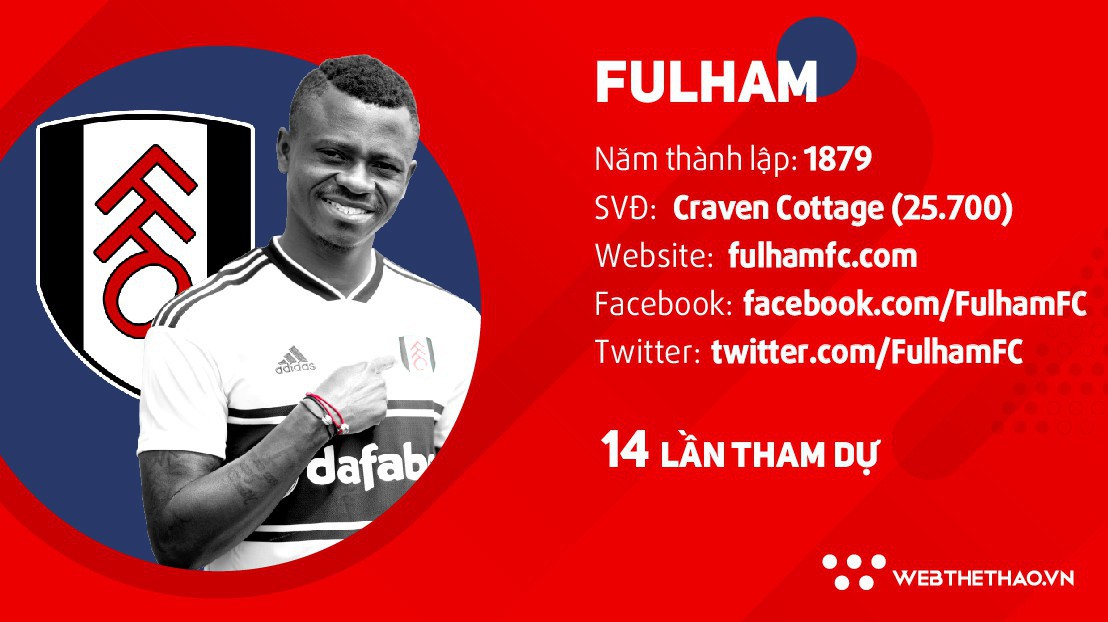 FULHAM
Năm thành lập: 1879
SVĐ: Craven Cottage (25.700)
Website: fulhamfc.com
Facebook: facebook.com/FulhamFC
Twitter: twitter.com/FulhamFC
14 LẦN THAM DỰ
WEBTHETHAO.VN
FFC
adidas
dafab